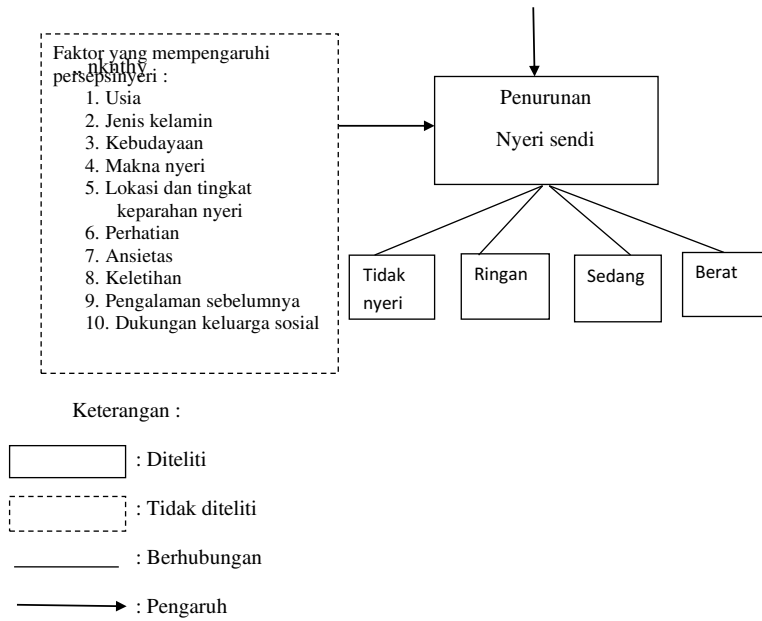 Faktor yang mempengaruhi
persepsinyeri :
1. Usia
2. Jenis kelamin
3. Kebudayaan
4. Makna nyeri
5. Lokasi dan tingkat
keparahan nyeri
6. Perhatian
7. Ansietas
8. Keletihan
9. Pengalaman sebelumnya
10. Dukungan keluarga sosial
Penurunan
Nyeri sendi
Tidak
nyeri
Ringan
Sedang
Berat
Keterangan :
: Diteliti
: Tidak diteliti
: Berhubungan
: Pengaruh